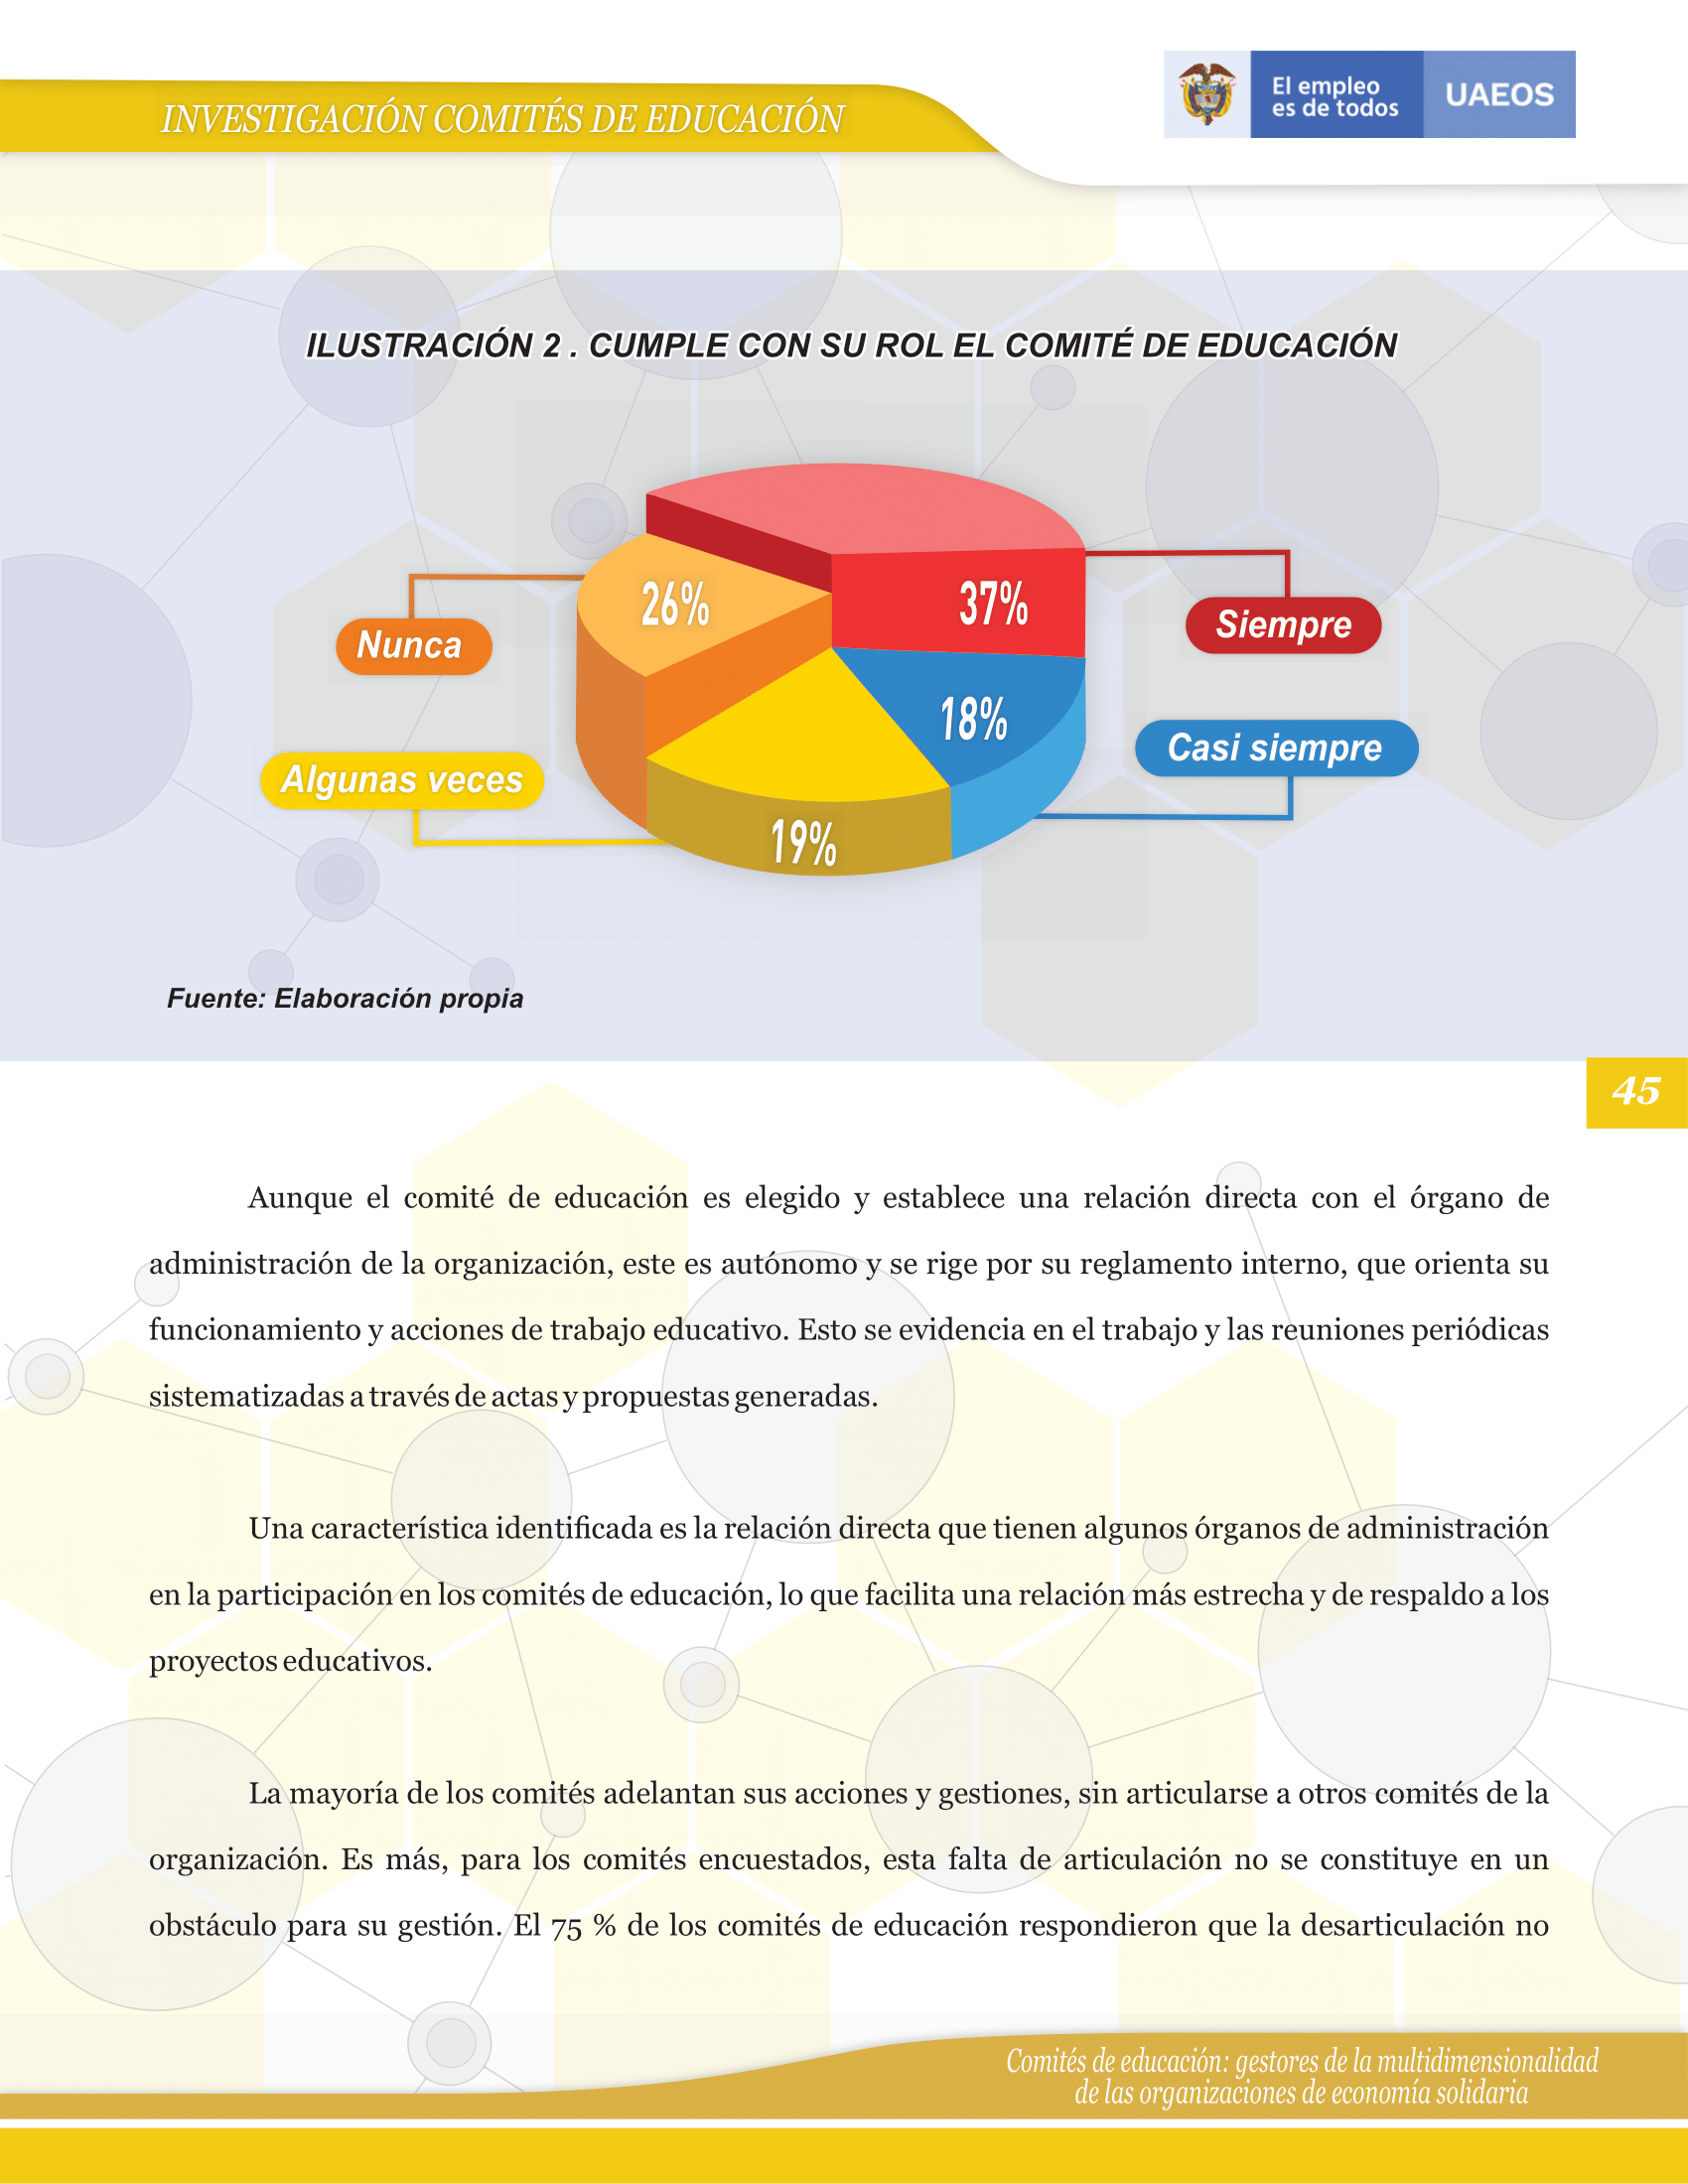 INVESTIGACIÓN COMITÉS DE EDUCACIÓN
El empleo
es de todos
UAEOS
ILUSTRACIÓN 2 . CUMPLE CON SU ROL EL COMITÉ DE EDUCACIÓN
26%
37%
Nunca
Siempre
18%
Casi siempre
Algunas veces
19%
Fuente: Elaboración propia
45
Aunque el comité de educación es elegido y establece una relación directa con el órgano de
administración de la organización, este es autónomo y se rige por su reglamento interno, que orienta su
funcionamiento y acciones de trabajo educativo. Esto se evidencia en el trabajo y las reuniones periódicas
sistematizadas a través de actas y propuestas generadas.
Una característica identificada es la relación directa que tienen algunos órganos de administración
en la participación en los comités de educación, lo que facilita una relación más estrecha y de respaldo a los
proyectos educativos.
La mayoría de los comités adelantan sus acciones y gestiones, sin articularse a otros comités de la
organización. Es más, para los comités encuestados, esta falta de articulación no se constituye en un
obstáculo para su gestión. El 75 % de los comités de educación respondieron que la desarticulación no
Comités de educación: gestores de la multidimensionalidad
de las organizaciones de economía solidaria